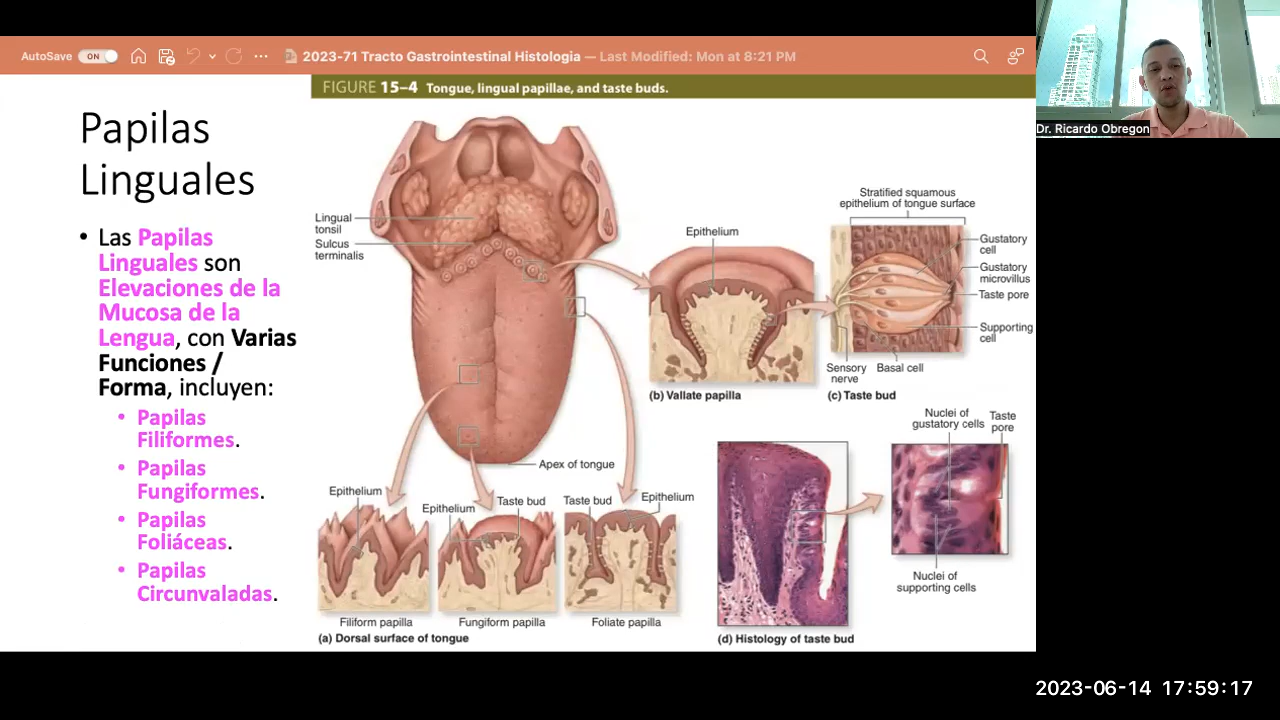 AutoSave ON 2023-71 Tracto Gastrointestinal Histologia — Last Modified: Mon at 8:21 PM
Dr. Ricardo Obregon
Papilas
Linguales
• Las Papilas
Linguales son
Elevaciones de la
Mucosa de la
Lengua, con Varias
Funciones /
Forma, incluyen:
• Papilas
Filiformes.
• Papilas
Fungiformes.
• Papilas
Foliáceas.
• Papilas
Circunvaladas.
FIGURE 15–4 Tongue, lingual papillae, and taste buds.
Lingual
tonsil
Sulcus
terminalis
Apex of tongue
Epithelium
Filiform papilla
Epithelium
Taste bud
Fungiform papilla
Taste bud
Epithelium
Foliate papilla
(a) Dorsal surface of tongue
Epithelium
(b) Vallate papilla
Stratified squamous
epithelium of tongue surface
Gustatory
cell
Gustatory
microvillus
Taste pore
Supporting
cell
Sensory
nerve
Basal cell
(c) Taste bud
Nuclei of
gustatory cells
Taste
pore
Nuclei of
supporting cells
(d) Histology of taste bud
2023-06-14 17:59:17